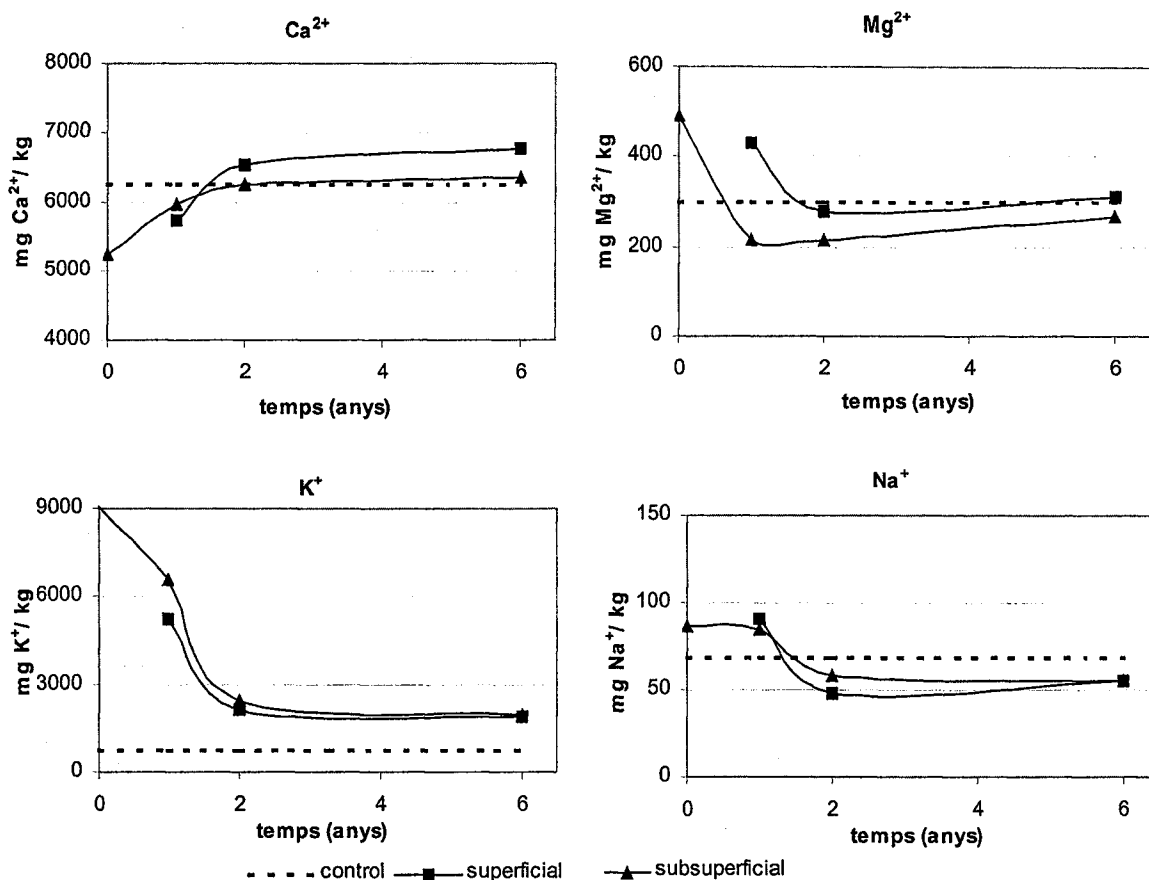 Ca²⁺
8000
7000
6000
5000
4000
mg Ca²⁺/ kg
0 2 4 6
temps (anys)
Mg²⁺
600
400
200
0
mg Mg²⁺/ kg
0 2 4 6
temps (anys)
K⁺
9000
6000
3000
0
mg K⁺/ kg
0 2 4 6
temps (anys)
Na⁺
150
100
50
0
mg Na⁺/ kg
0 2 4 6
temps (anys)
control superficial subsuperficial